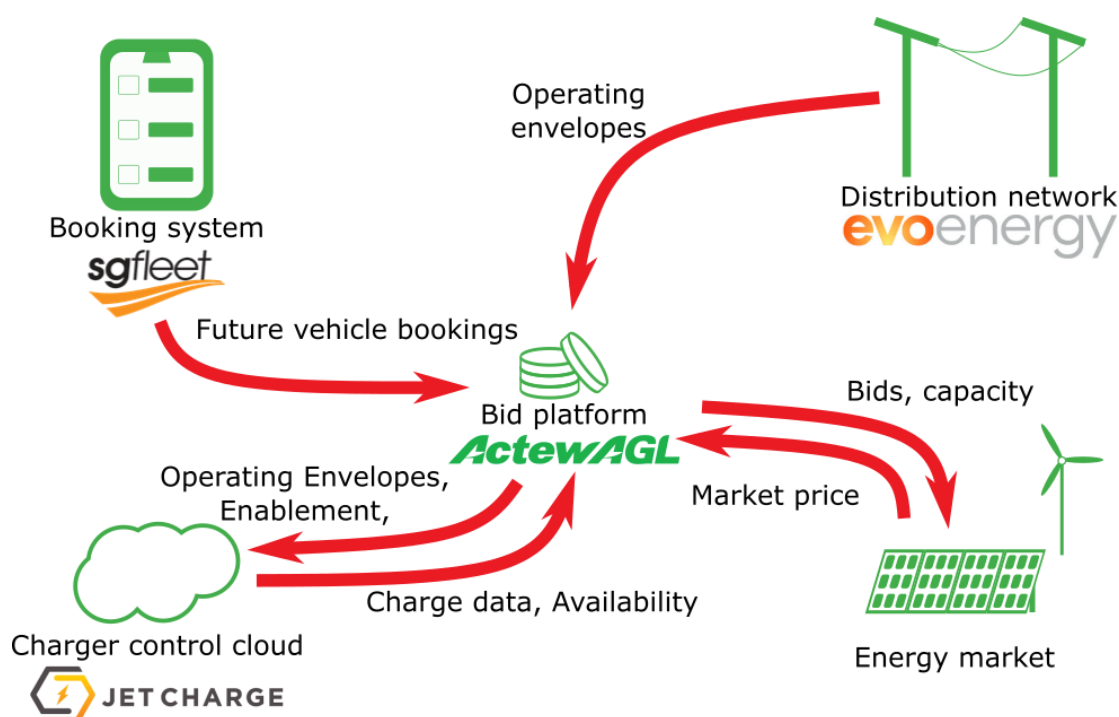 Operating
envelopes
Distribution network
evoenergy
Booking system
sgfleet
Future vehicle bookings
Bid platform
ActewAGL
Bids, capacity
Market price
Operating Envelopes,
Enablement,
Charge data, Availability
Charger control cloud
JET CHARGE
Energy market